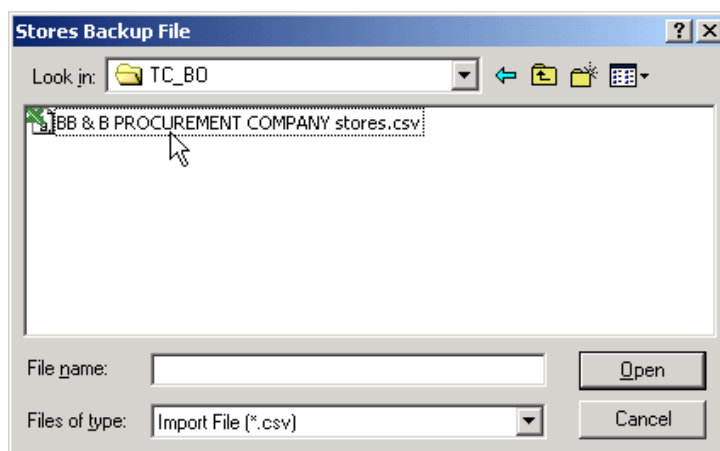 Stores Backup File
Look in: TC_BO
BB & B PROCUREMENT COMPANY stores.csv
File name:
Open
Files of type: Import File (*.csv)
Cancel